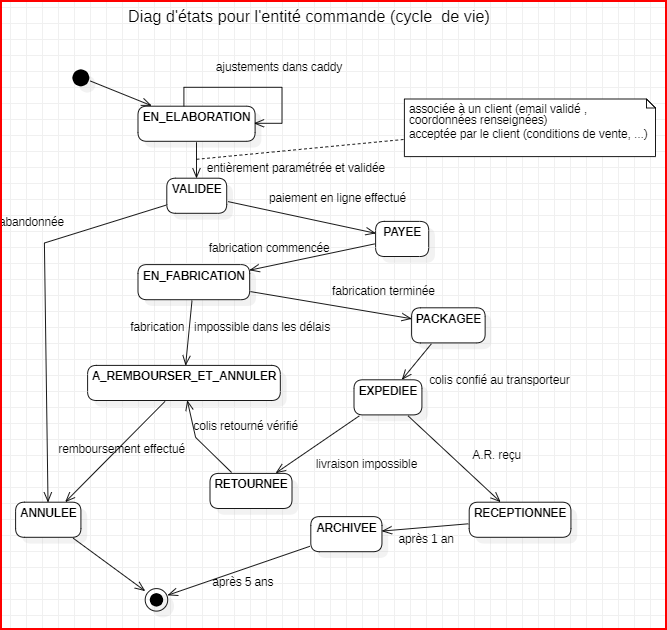 Diag d'états pour l'entité commande (cycle de vie)
ajustements dans caddy
EN_ELABORATION
associée à un client (email validé ,
coordonnées renseignées)
acceptée par le client (conditions de vente, ...)
entièrement paramétrée et validée
VALIDEE
paiement en ligne effectué
abandonnée
PAYEE
fabrication commencée
EN_FABRICATION
fabrication terminée
PACKAGEE
fabrication impossible dans les délais
A_REMBOURSER_ET_ANNULER
colis confié au transporteur
EXPEDIEE
colis retourné vérifié
remboursement effectué
A.R. reçu
livraison impossible
RETOURNEE
ANNULEE
RECEPTIONNEE
ARCHIVEE
après 1 an
après 5 ans